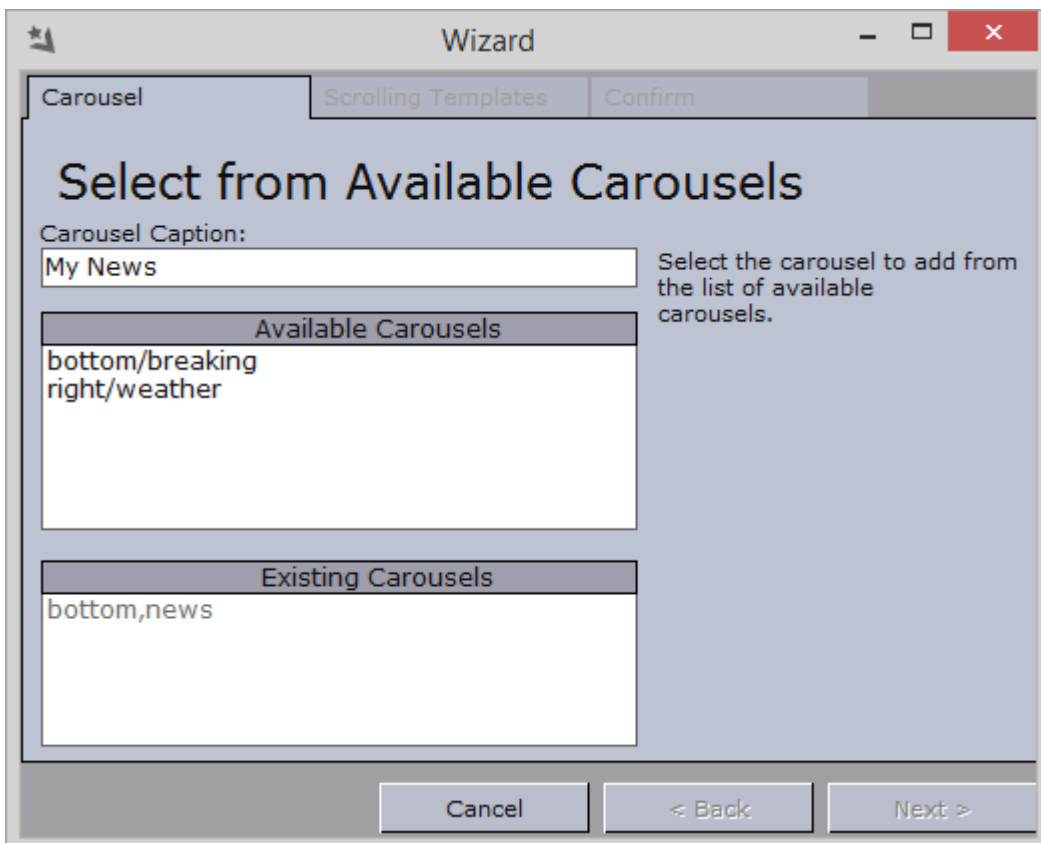 Wizard
Carousel
Scrolling Templates
Confirm
Select from Available Carousels
Carousel Caption:
My News
Select the carousel to add from
the list of available
carousels.
Available Carousels
bottom/breaking
right/weather
Existing Carousels
bottom,news
Cancel
< Back
Next >